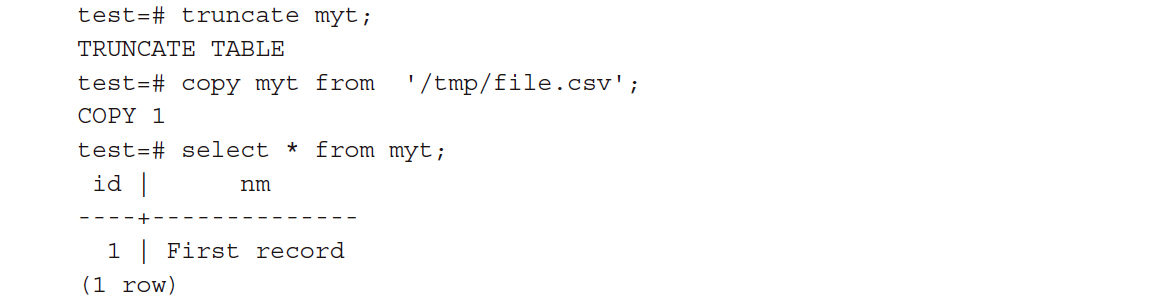 test=# truncate myt;
TRUNCATE TABLE
test=# copy myt from  '/tmp/file.csv';
COPY 1
test=# select * from myt;
 id |      nm
----+--------------
  1 | First record
(1 row)